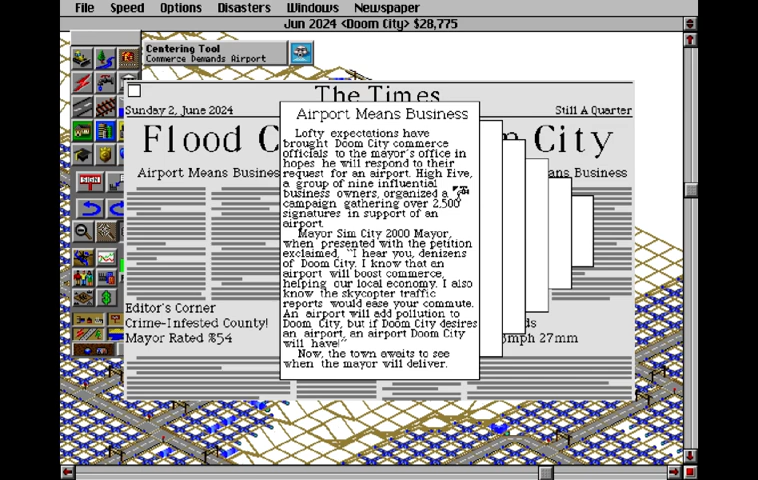 File Speed Options Disasters Windows Newspaper
Jun 2024 <Doom City> $28,775
Centering Tool
Commerce Demands Airport
The Times
Sunday 2, June 2024
Still A Quarter
Flood C
m City
Airport Means Busines
ans Business
Airport Means Business
Lofty expectations have
brought Doom City commerce
officials to the mayor's office in
hopes he will respond to their
request for an airport. High Five,
a group of nine influential
business owners, organized a
campaign gathering over 2,500
signatures in support of an
airport.
Mayor Sim City 2000 Mayor,
when presented with the petition
exclaimed, "I hear you, denizens
of Doom City. I know that an
airport will boost commerce,
helping our local economy. I also
know the skycopter traffic
reports would ease your commute.
An airport will add pollution to
Doom City, but if Doom City desires
an airport, an airport Doom City
will have!"
Now, the town awaits to see
when the mayor will deliver.
Editor's Corner
Crime-Infested County!
Mayor Rated %54
ds
mph 27mm
SIGN